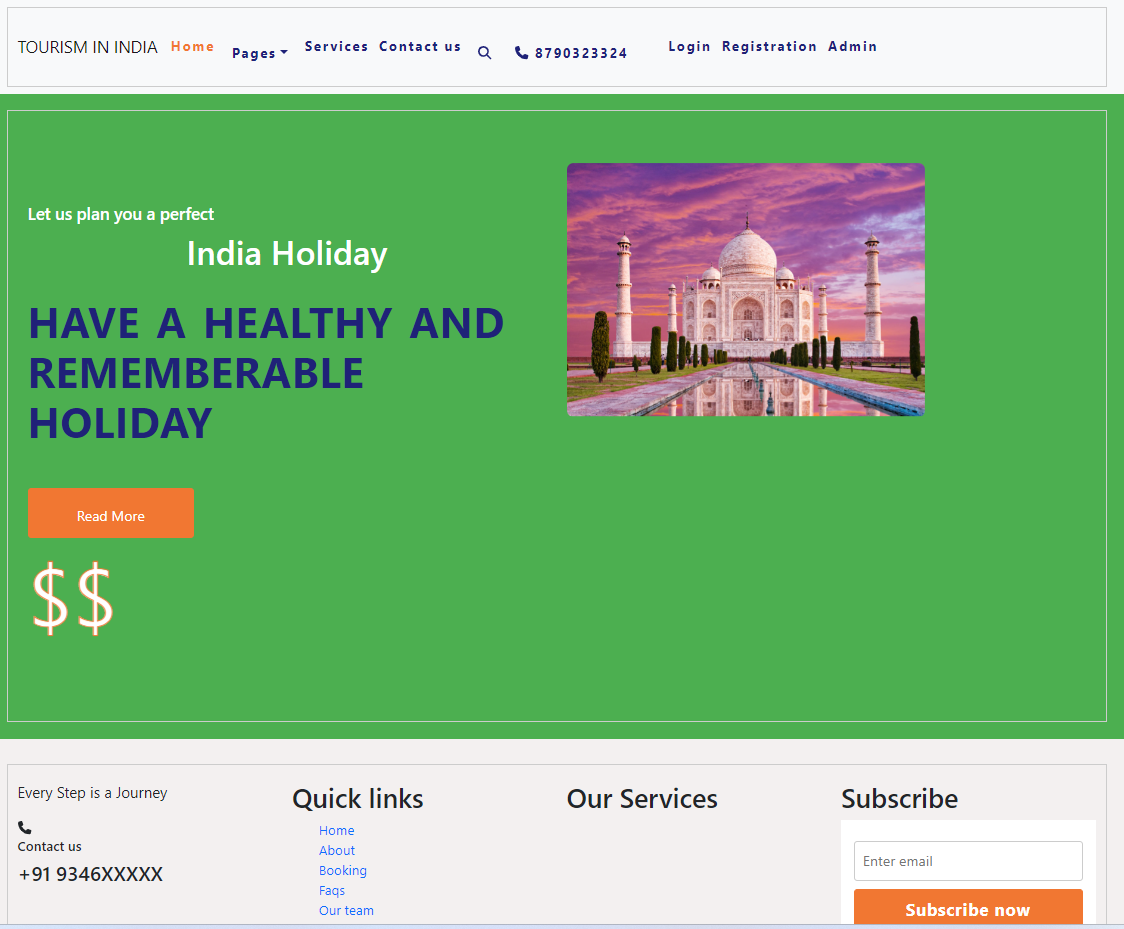 TOURISM IN INDIA Home Pages Services Contact us 8790323324 Login Registration Admin
Let us plan you a perfect
India Holiday
HAVE A HEALTHY AND
REMEMBERABLE
HOLIDAY
Read More
$$
Every Step is a Journey
Contact us
+91 9346XXXXX
Quick links
Home
About
Booking
Faqs
Our team
Our Services
Subscribe
Enter email
Subscribe now